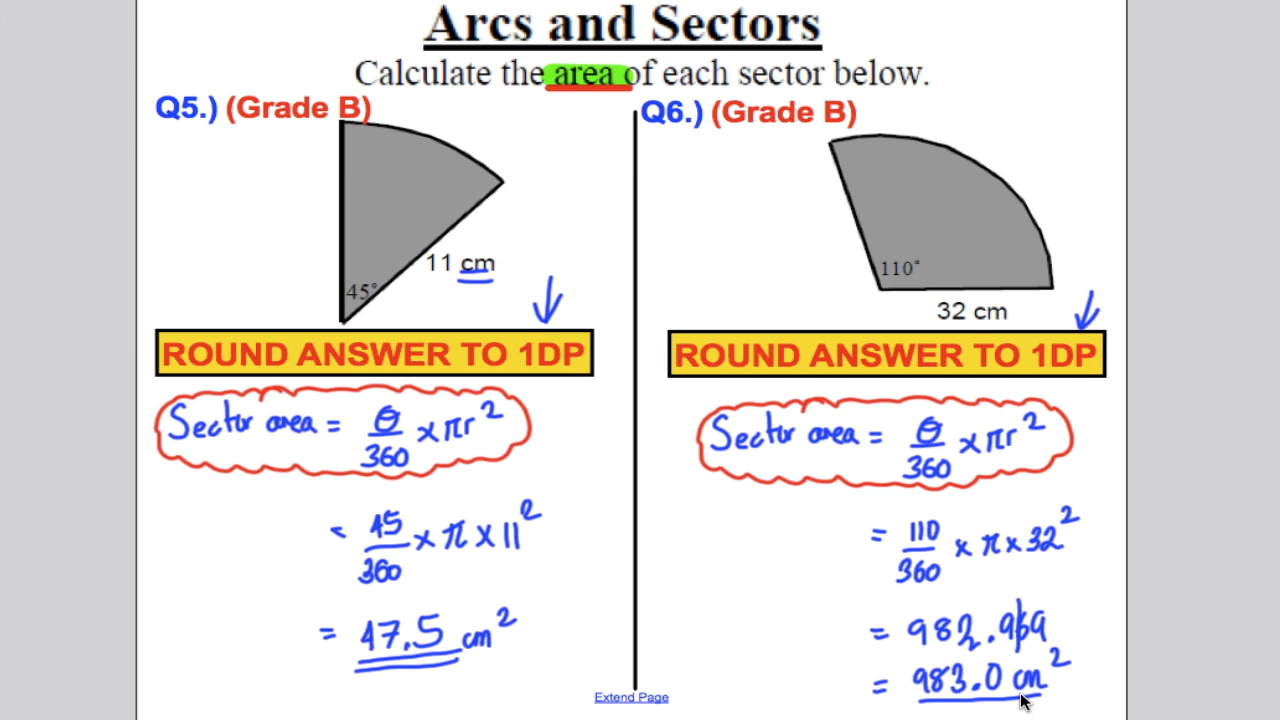 Arcs and Sectors
Calculate the area of each sector below.
Q5.) (Grade B)
45°
11 cm
ROUND ANSWER TO 1DP
Sector area = θ/360 × πr²
= 45/360 × π × 11²
= 47.5 cm²
Q6.) (Grade B)
110°
32 cm
ROUND ANSWER TO 1DP
Sector area = θ/360 × πr²
= 110/360 × π × 32²
= 982.969
= 983.0 cm²
Extend Page